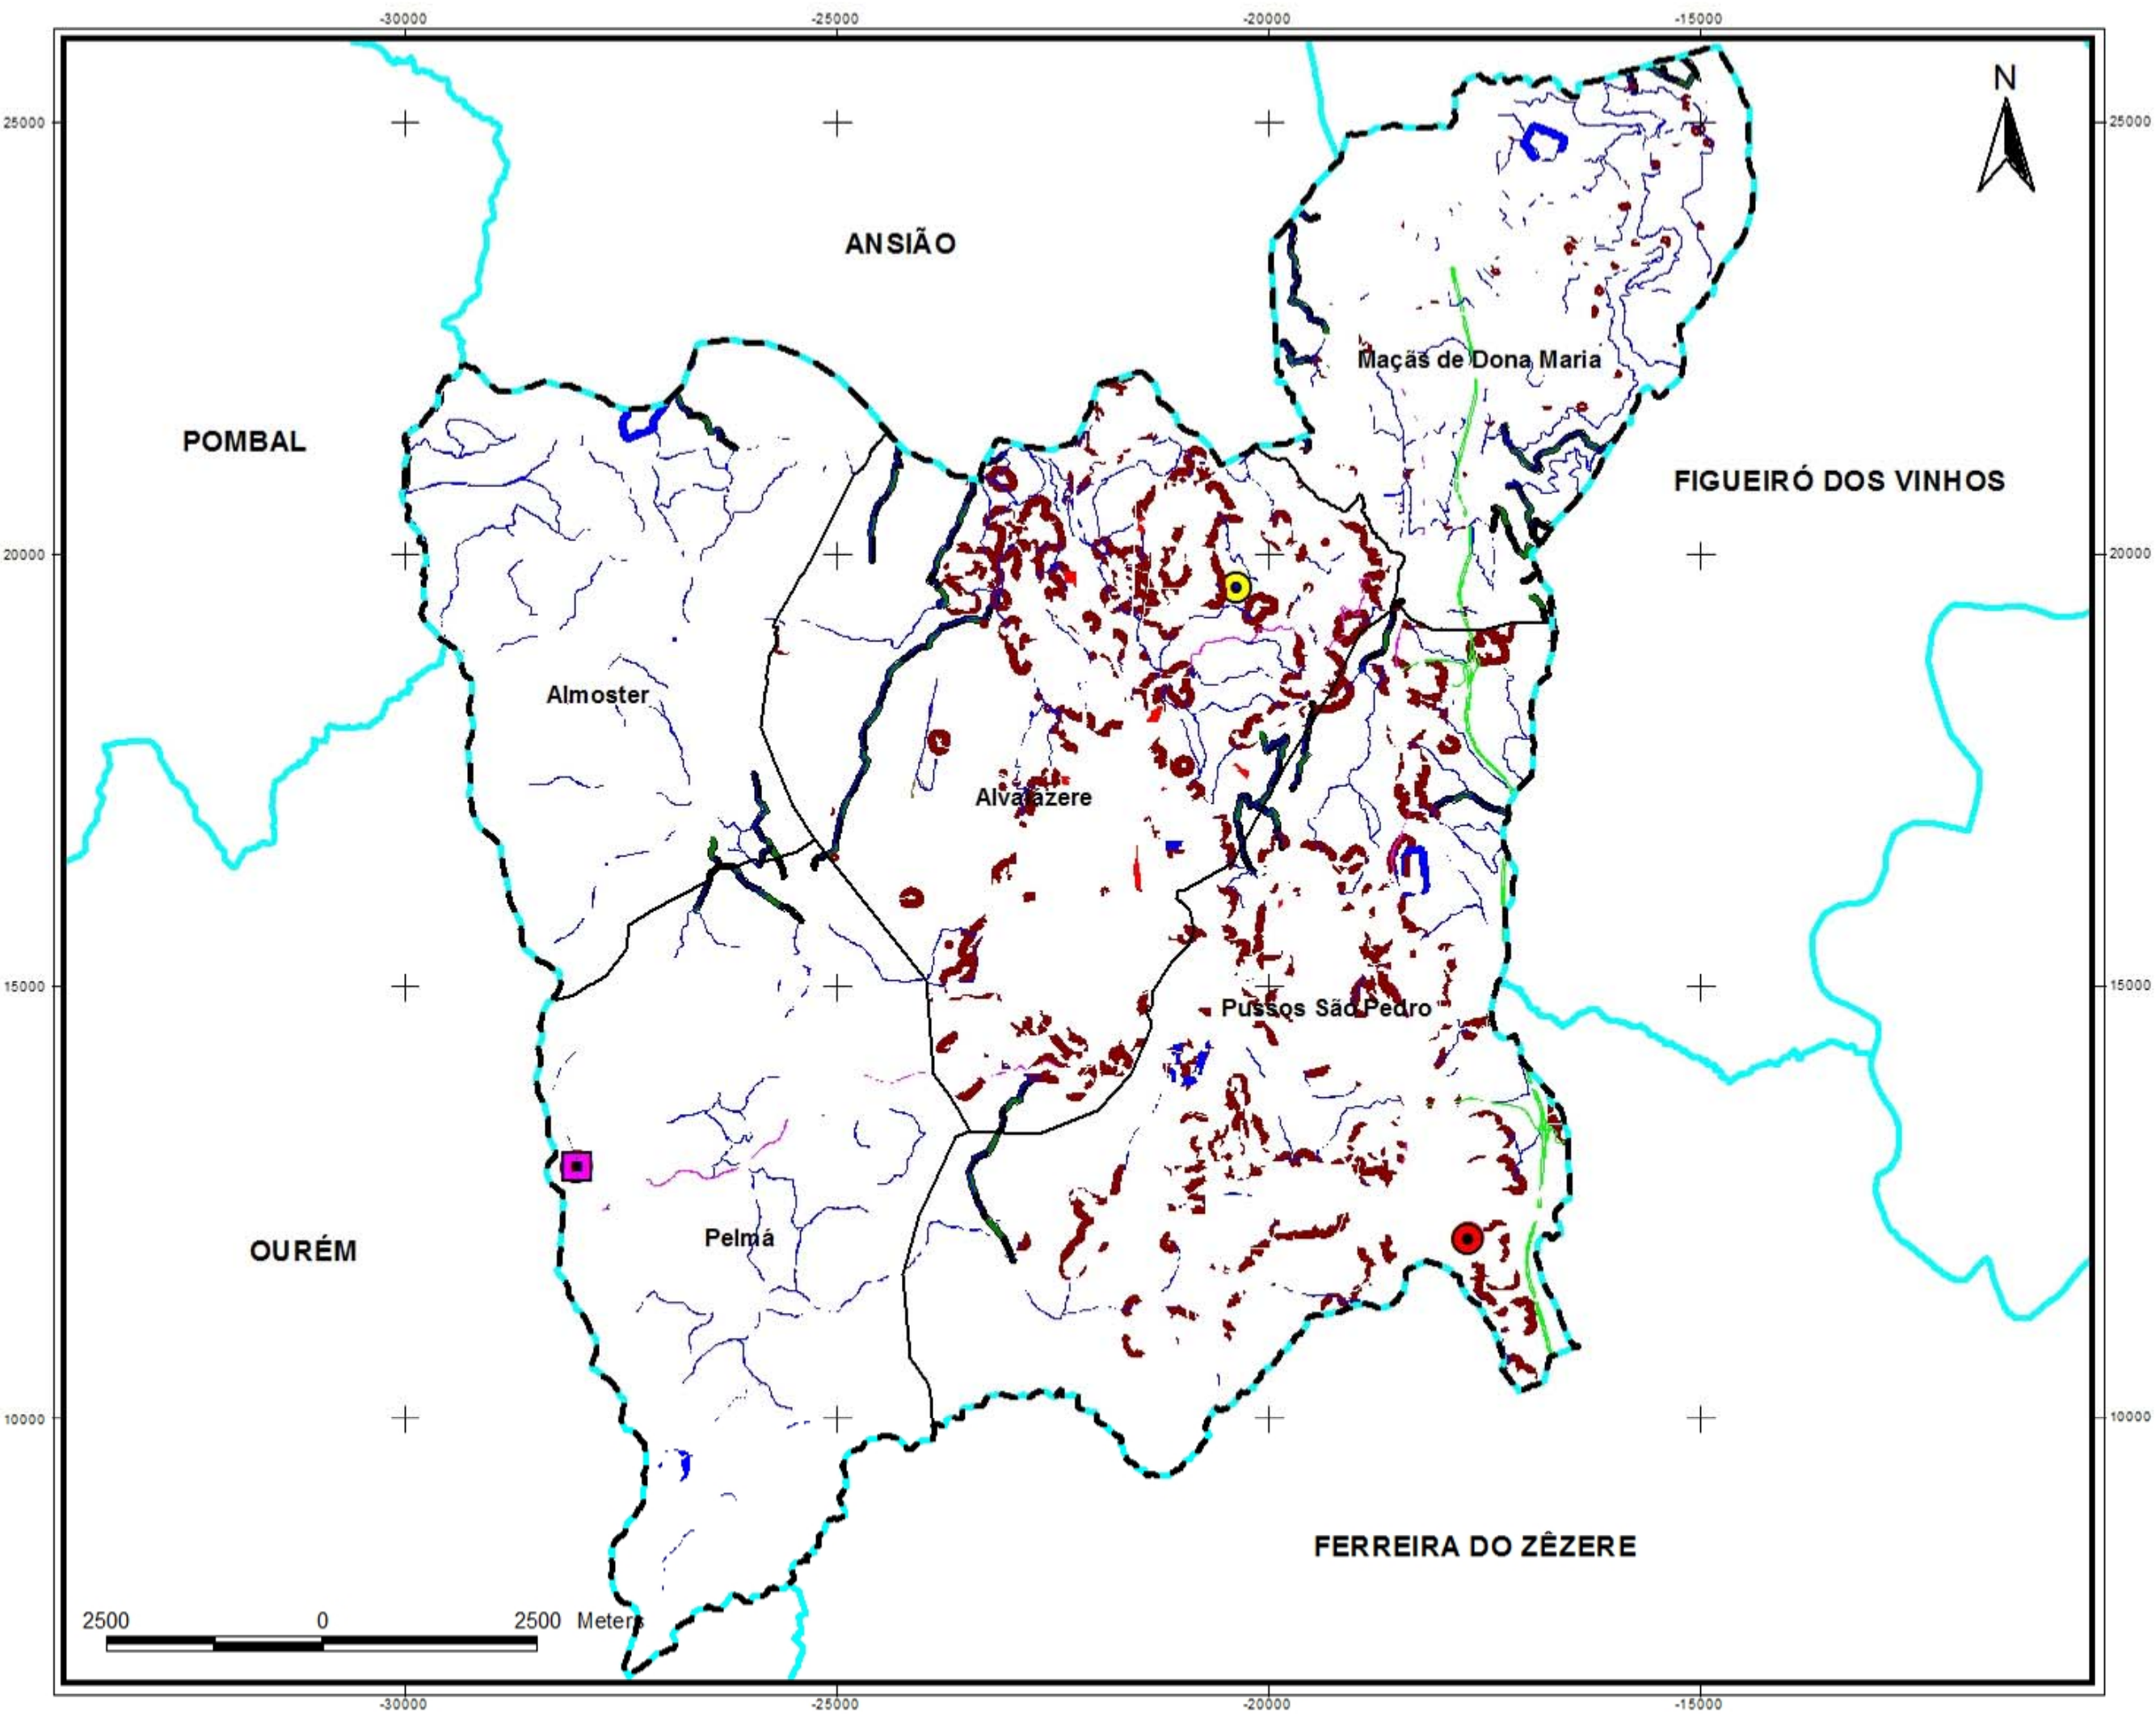 -30000 -25000 -20000 -15000
N
25000 25000
ANSIÃO
Maçãs de Dona Maria
POMBAL
FIGUEIRÓ DOS VINHOS
20000 20000
Almoster
Alvaiázere
15000 15000
Pussos São Pedro
Pelmá
OURÉM
10000 10000
FERREIRA DO ZÊZERE
2500 0 2500 Meters
-30000 -25000 -20000 -15000